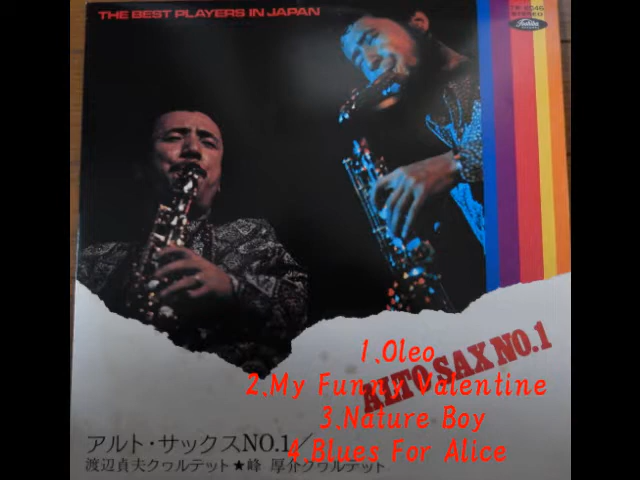 THE BEST PLAYERS IN JAPAN
Toshiba
ALTO SAX NO.1
1.Oleo
2.My Funny Valentine
3.Nature Boy
4.Blues For Alice
アルト・サックスNO.1／
渡辺貞夫クヮルテット★峰 厚介クヮルテット